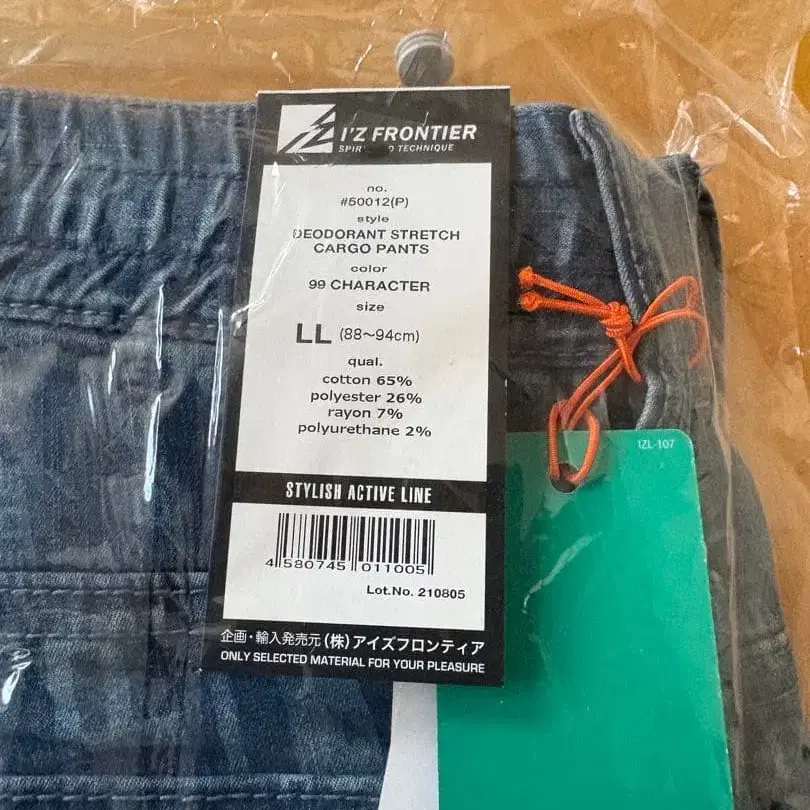 I'Z FRONTIER
TECHNIQUE
no.
#50012(P)
style
DEODORANT STRETCH
CARGO PANTS
color
99 CHARACTER
size
LL (88～94cm)
qual.
cotton 65%
polyester 26%
rayon 7%
polyurethane 2%
STYLISH ACTIVE LINE
4 580745 011005
Lot.No. 210805
企画・輸入発売元(株)アイズフロンティア
ONLY SELECTED MATERIAL FOR YOUR PLEASURE
IZL-107